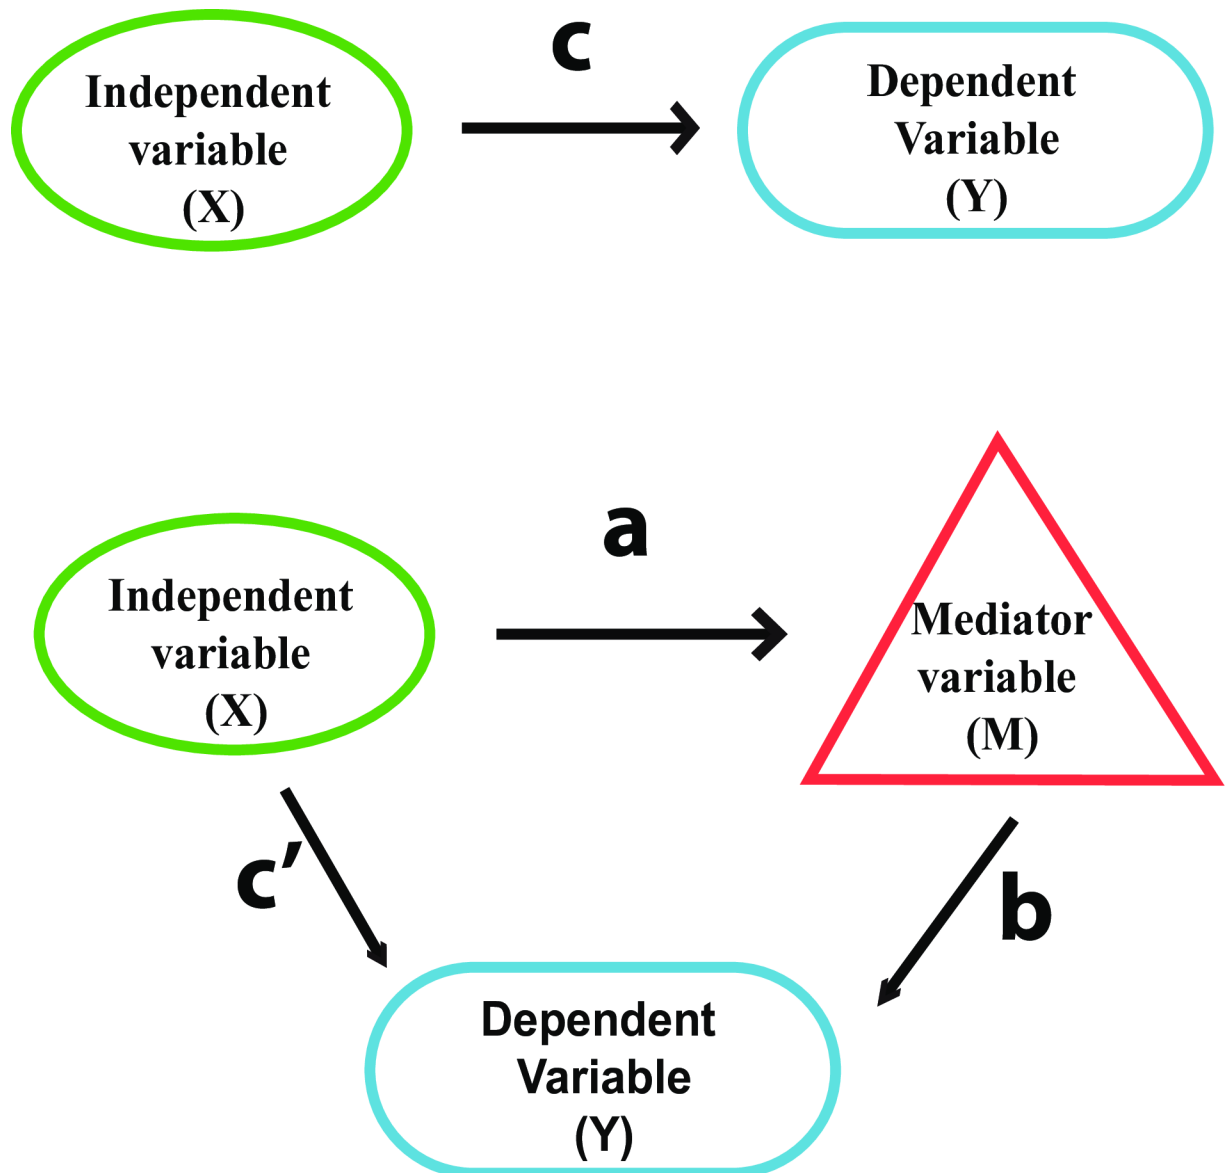 c
Independent
variable
(X)
Dependent
Variable
(Y)
a
Independent
variable
(X)
Mediator
variable
(M)
c′
b
Dependent
Variable
(Y)